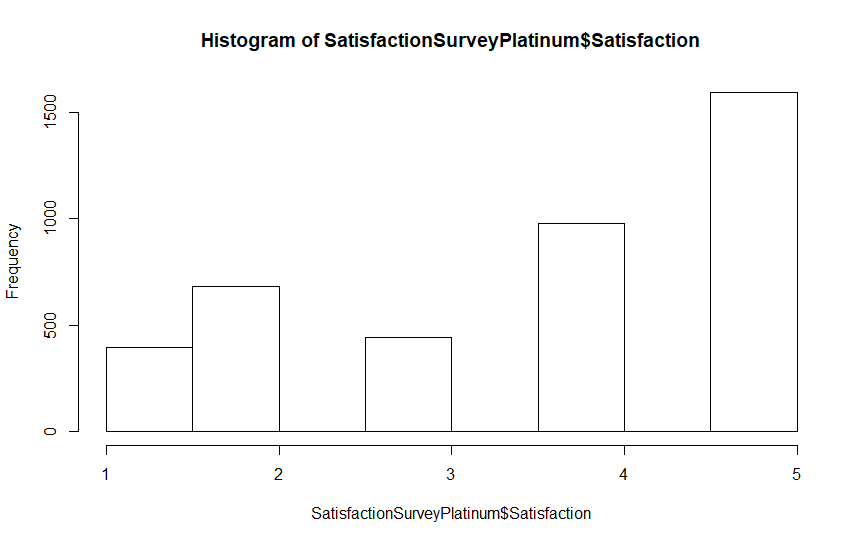 Histogram of SatisfactionSurveyPlatinum$Satisfaction
1500
1000
500
0
Frequency
1 2 3 4 5
SatisfactionSurveyPlatinum$Satisfaction